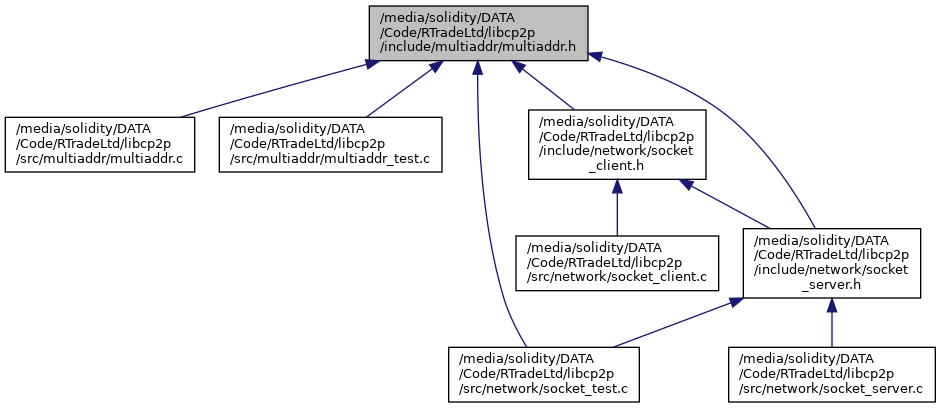 /media/solidity/DATA
/Code/RTradeLtd/libcp2p
/include/multiaddr/multiaddr.h
/media/solidity/DATA
/Code/RTradeLtd/libcp2p
/src/multiaddr/multiaddr.c
/media/solidity/DATA
/Code/RTradeLtd/libcp2p
/src/multiaddr/multiaddr_test.c
/media/solidity/DATA
/Code/RTradeLtd/libcp2p
/include/network/socket
_client.h
/media/solidity/DATA
/Code/RTradeLtd/libcp2p
/src/network/socket_client.c
/media/solidity/DATA
/Code/RTradeLtd/libcp2p
/include/network/socket
_server.h
/media/solidity/DATA
/Code/RTradeLtd/libcp2p
/src/network/socket_test.c
/media/solidity/DATA
/Code/RTradeLtd/libcp2p
/src/network/socket_server.c